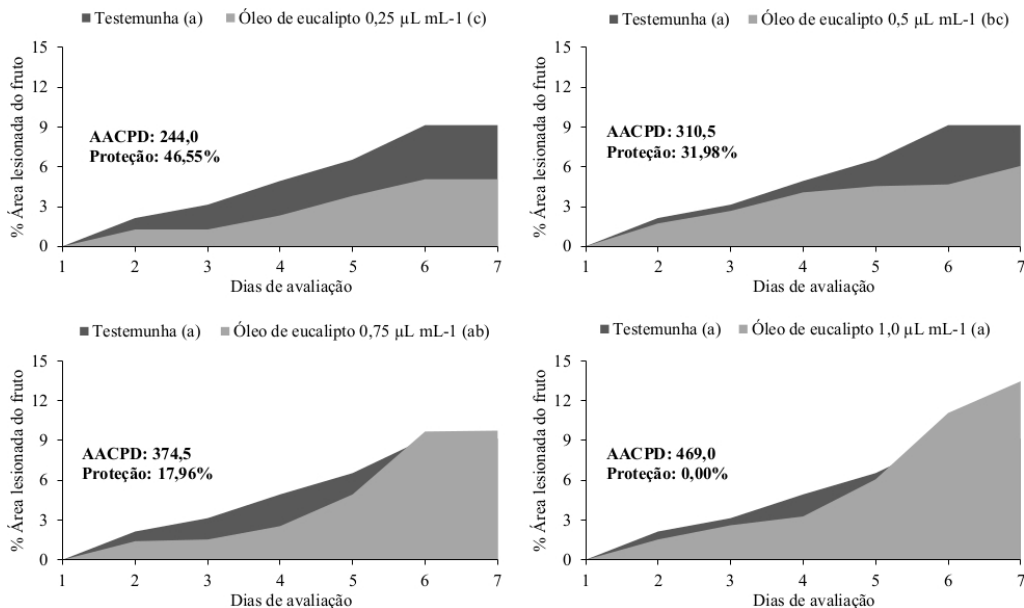 Testemunha (a) Óleo de eucalipto 0,25 µL mL-1 (c)
% Área lesionada do fruto
15
12
9
6
3
0
AACPD: 244,0
Proteção: 46,55%
1 2 3 4 5 6 7
Dias de avaliação
Testemunha (a) Óleo de eucalipto 0,5 µL mL-1 (bc)
% Área lesionada do fruto
15
12
9
6
3
0
AACPD: 310,5
Proteção: 31,98%
1 2 3 4 5 6 7
Dias de avaliação
Testemunha (a) Óleo de eucalipto 0,75 µL mL-1 (ab)
% Área lesionada do fruto
15
12
9
6
3
0
AACPD: 374,5
Proteção: 17,96%
1 2 3 4 5 6 7
Dias de avaliação
Testemunha (a) Óleo de eucalipto 1,0 µL mL-1 (a)
% Área lesionada do fruto
15
12
9
6
3
0
AACPD: 469,0
Proteção: 0,00%
1 2 3 4 5 6 7
Dias de avaliação